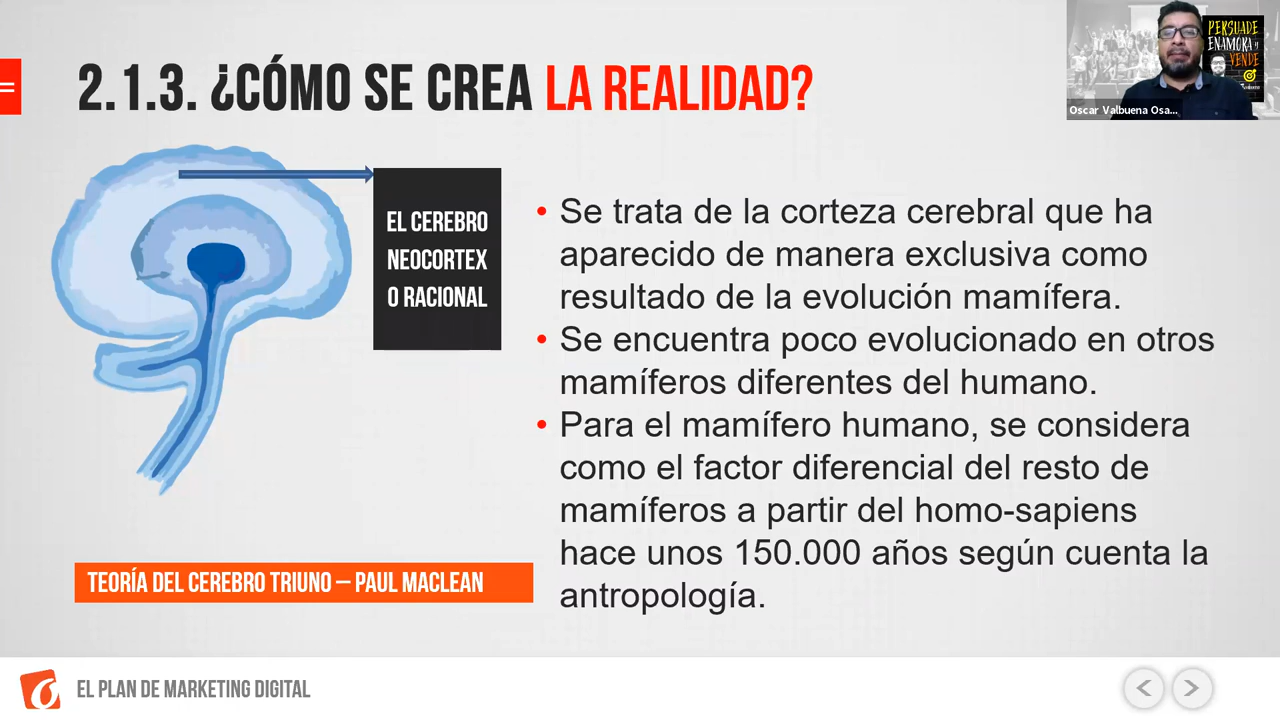 2.1.3. ¿CÓMO SE CREA LA REALIDAD?
PERSUADE
ENAMORA Y
VENDE
Oscar Valbuena Osa...
EL CEREBRO
NEOCORTEX
O RACIONAL
• Se trata de la corteza cerebral que ha
aparecido de manera exclusiva como
resultado de la evolución mamífera.
• Se encuentra poco evolucionado en otros
mamíferos diferentes del humano.
• Para el mamífero humano, se considera
como el factor diferencial del resto de
mamíferos a partir del homo-sapiens
hace unos 150.000 años según cuenta la
antropología.
TEORÍA DEL CEREBRO TRIUNO – PAUL MACLEAN
EL PLAN DE MARKETING DIGITAL